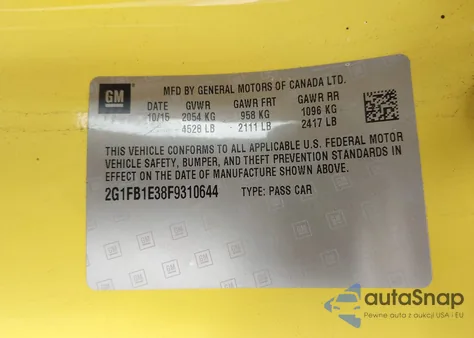 GM
MFD BY GENERAL MOTORS OF CANADA LTD.
DATE GVWR GAWR FRT GAWR RR
10/15 2054 KG 958 KG 1096 KG
4528 LB 2111 LB 2417 LB
THIS VEHICLE CONFORMS TO ALL APPLICABLE U.S. FEDERAL MOTOR
VEHICLE SAFETY, BUMPER, AND THEFT PREVENTION STANDARDS IN
EFFECT ON THE DATE OF MANUFACTURE SHOWN ABOVE.
2G1FB1E38F9310644 TYPE: PASS CAR
autoSnap
Pewne auta z aukcji USA i EU